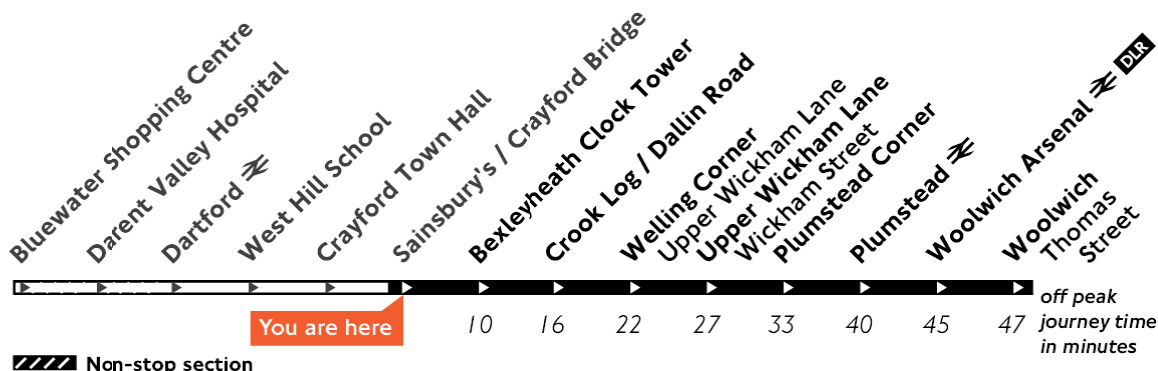 Bluewater Shopping Centre
Darent Valley Hospital
Dartford
West Hill School
Crayford Town Hall
Sainsbury's / Crayford Bridge
Bexleyheath Clock Tower
Crook Log / Dallin Road
Welling Corner
Upper Wickham Lane
Upper Wickham Lane
Wickham Street
Plumstead Corner
Plumstead
Woolwich Arsenal DLR
Woolwich
Thomas
Street
You are here
10 16 22 27 33 40 45 47
off peak
journey time
in minutes
Non-stop section